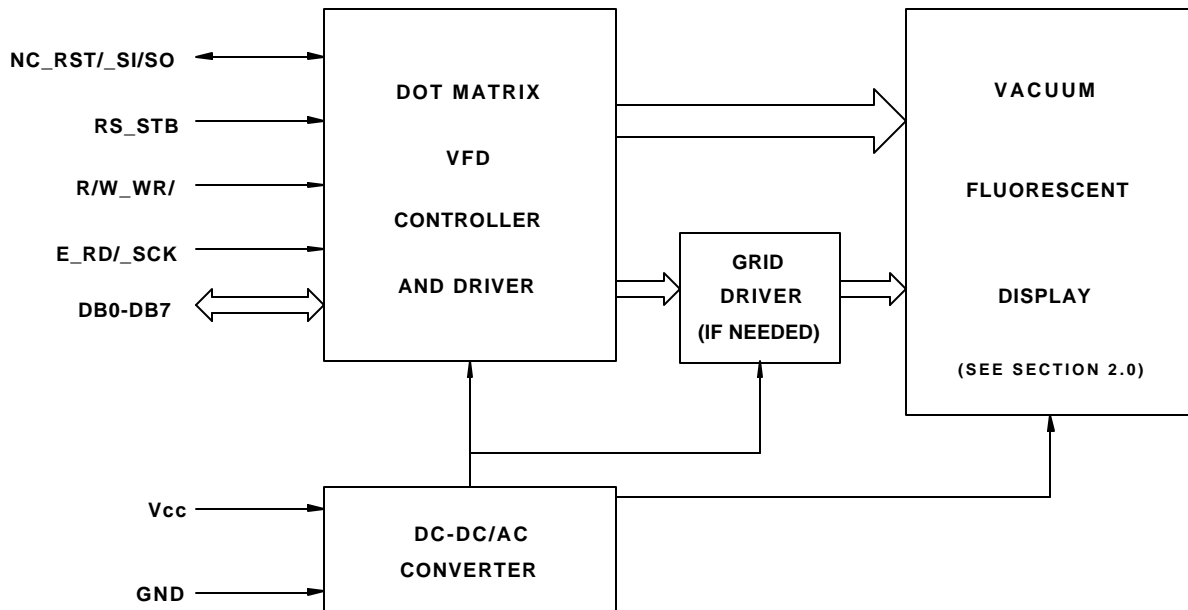 NC_RST/_SI/SO
RS_STB
R/W_WR/
E_RD/_SCK
DB0-DB7
DOT MATRIX
VFD
CONTROLLER
AND DRIVER
GRID
DRIVER
(IF NEEDED)
VACUUM
FLUORESCENT
DISPLAY
(SEE SECTION 2.0)
Vcc
GND
DC-DC/AC
CONVERTER